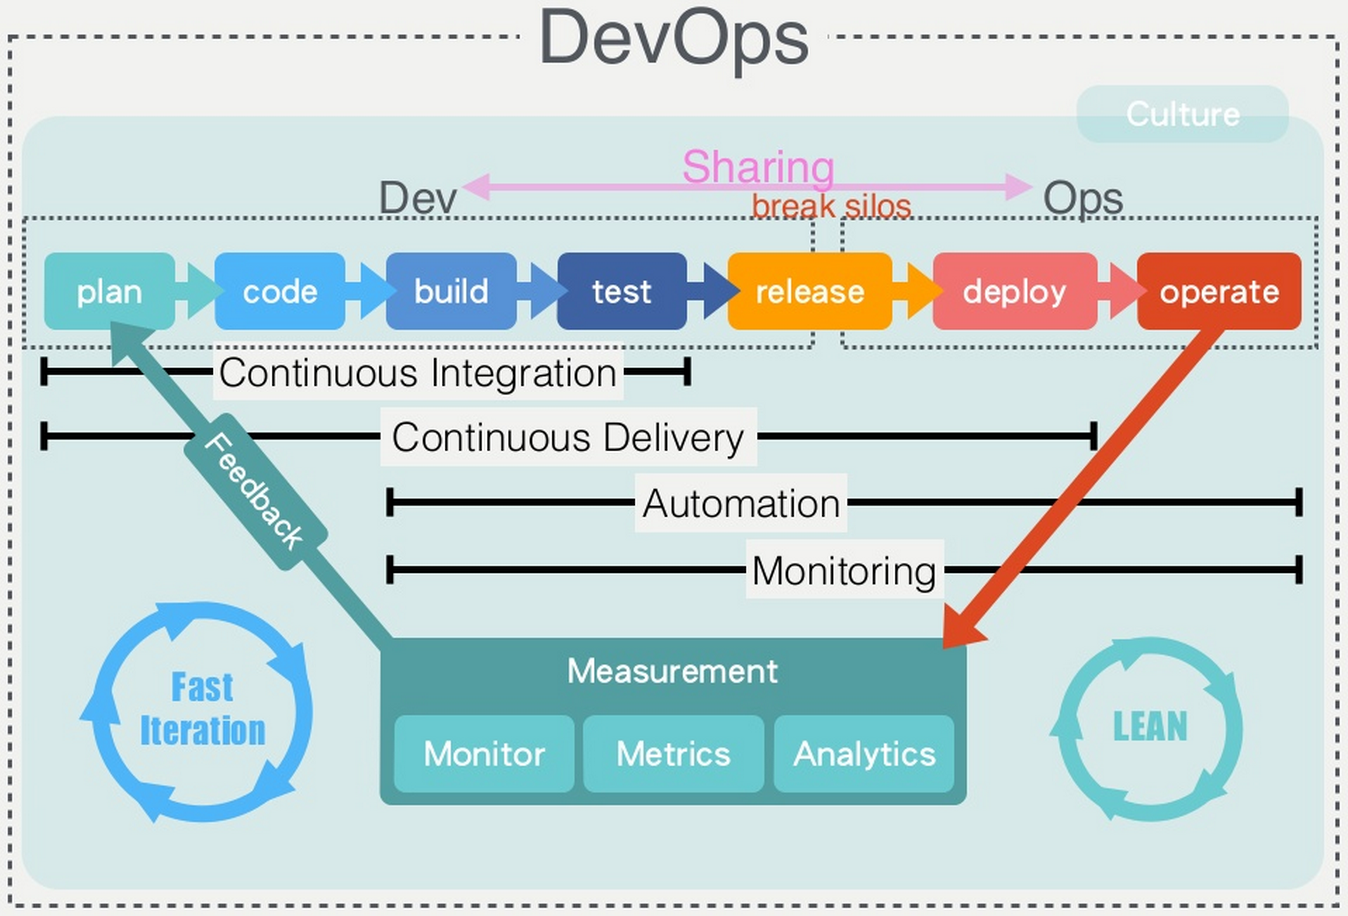 DevOps
Culture
Sharing
Dev
break silos
Ops
plan
code
build
test
release
deploy
operate
Continuous Integration
Continuous Delivery
Feedback
Automation
Monitoring
Fast
Iteration
Measurement
Monitor
Metrics
Analytics
LEAN